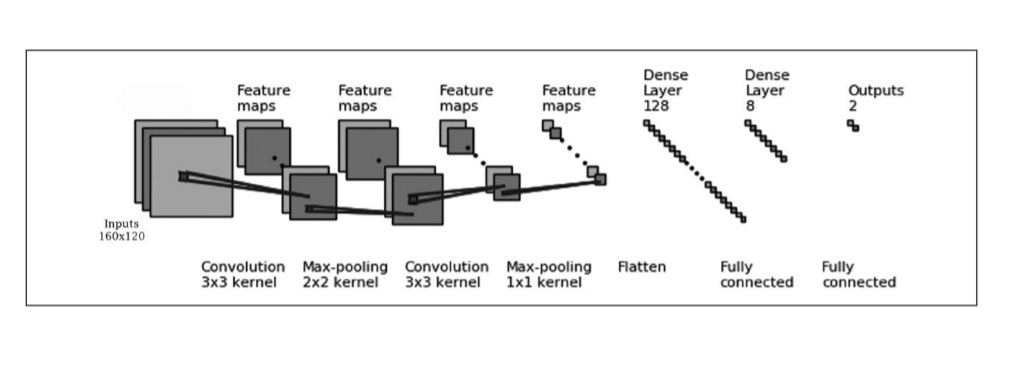 Feature
maps
Feature
maps
Feature
maps
Feature
maps
Dense
Layer
128
Dense
Layer
8
Outputs
2
Inputs
160x120
Convolution
3x3 kernel
Max-pooling
2x2 kernel
Convolution
3x3 kernel
Max-pooling
1x1 kernel
Flatten
Fully
connected
Fully
connected